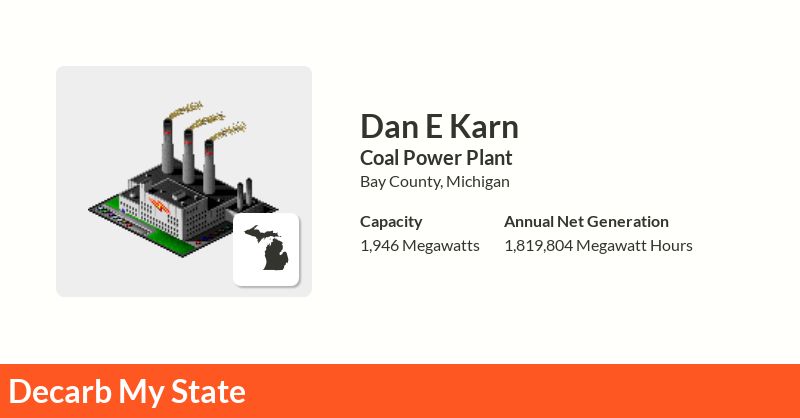 Dan E Karn
Coal Power Plant
Bay County, Michigan
Capacity
Annual Net Generation
1,946 Megawatts
1,819,804 Megawatt Hours
Decarb My State